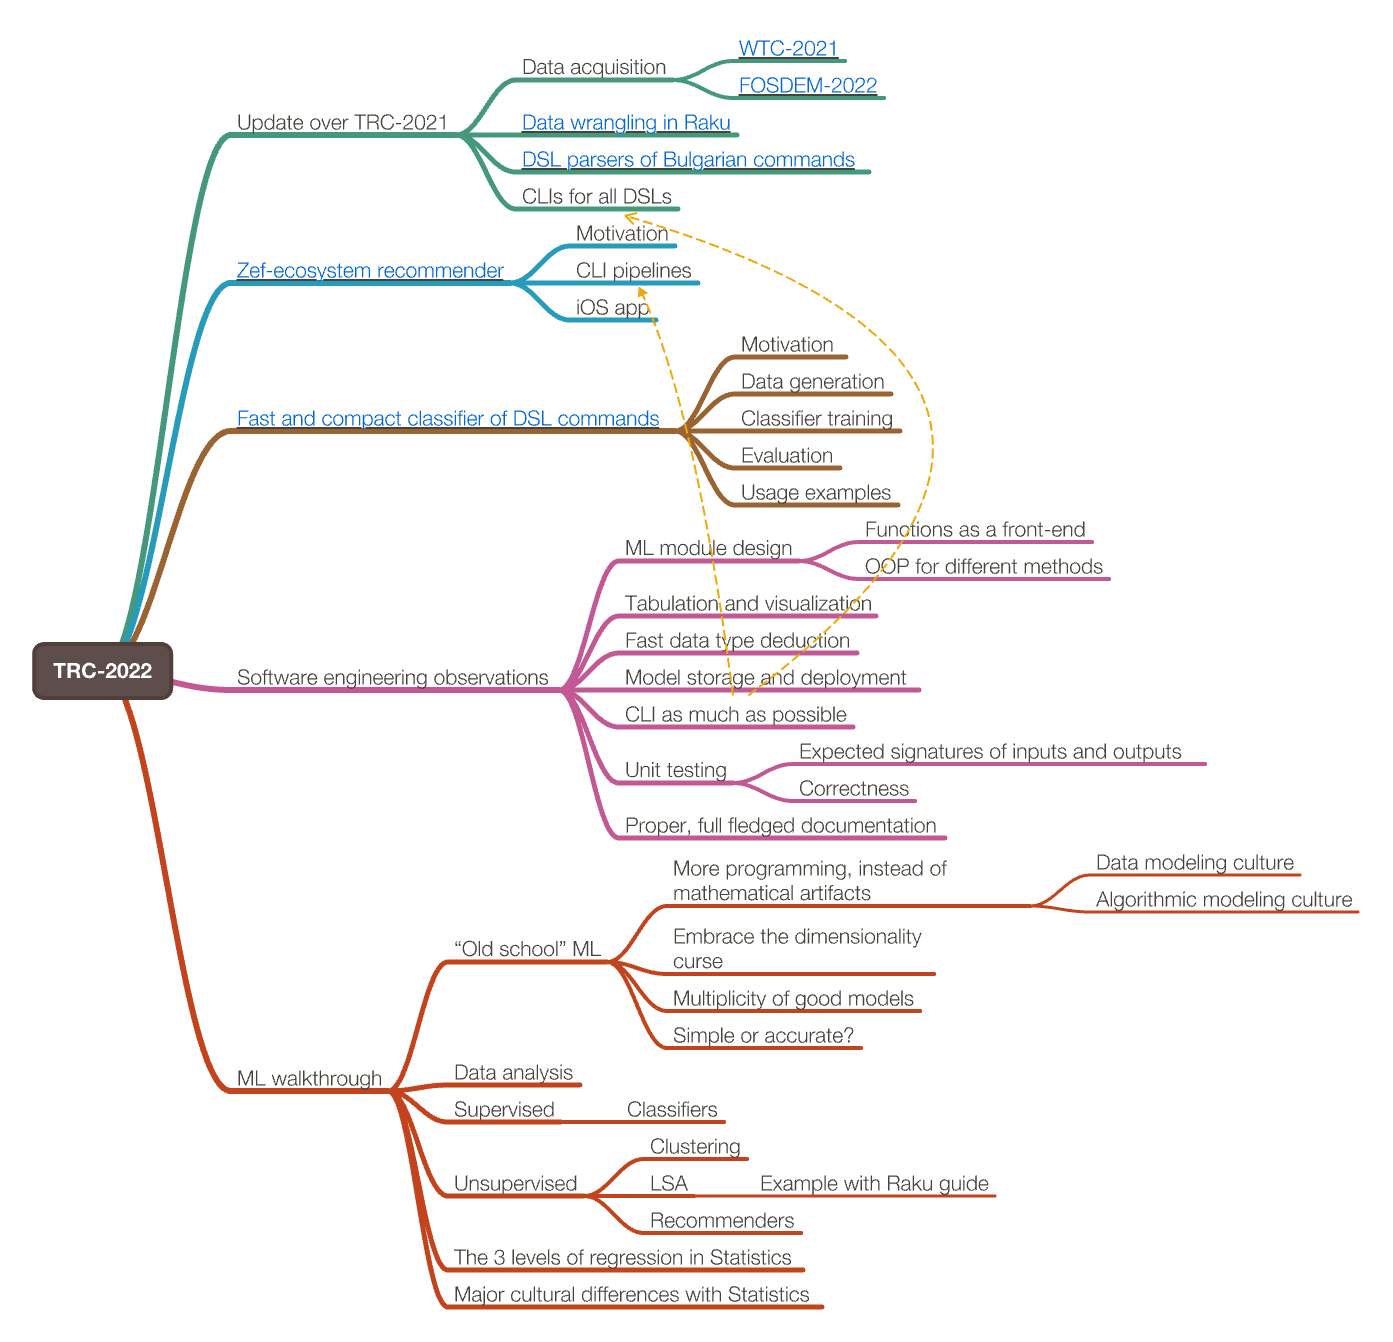 WTC-2021
Data acquisition
FOSDEM-2022
Update over TRC-2021
Data wrangling in Raku
DSL parsers of Bulgarian commands
CLIs for all DSLs
Motivation
Zef-ecosystem recommender
CLI pipelines
iOS app
Motivation
Data generation
Fast and compact classifier of DSL commands
Classifier training
Evaluation
Usage examples
Functions as a front-end
ML module design
OOP for different methods
Tabulation and visualization
Fast data type deduction
TRC-2022
Software engineering observations
Model storage and deployment
CLI as much as possible
Expected signatures of inputs and outputs
Unit testing
Correctness
Proper, full fledged documentation
More programming, instead of
mathematical artifacts
Data modeling culture
Algorithmic modeling culture
“Old school” ML
Embrace the dimensionality
curse
Multiplicity of good models
Simple or accurate?
ML walkthrough
Data analysis
Supervised
Classifiers
Clustering
Unsupervised
LSA
Example with Raku guide
Recommenders
The 3 levels of regression in Statistics
Major cultural differences with Statistics